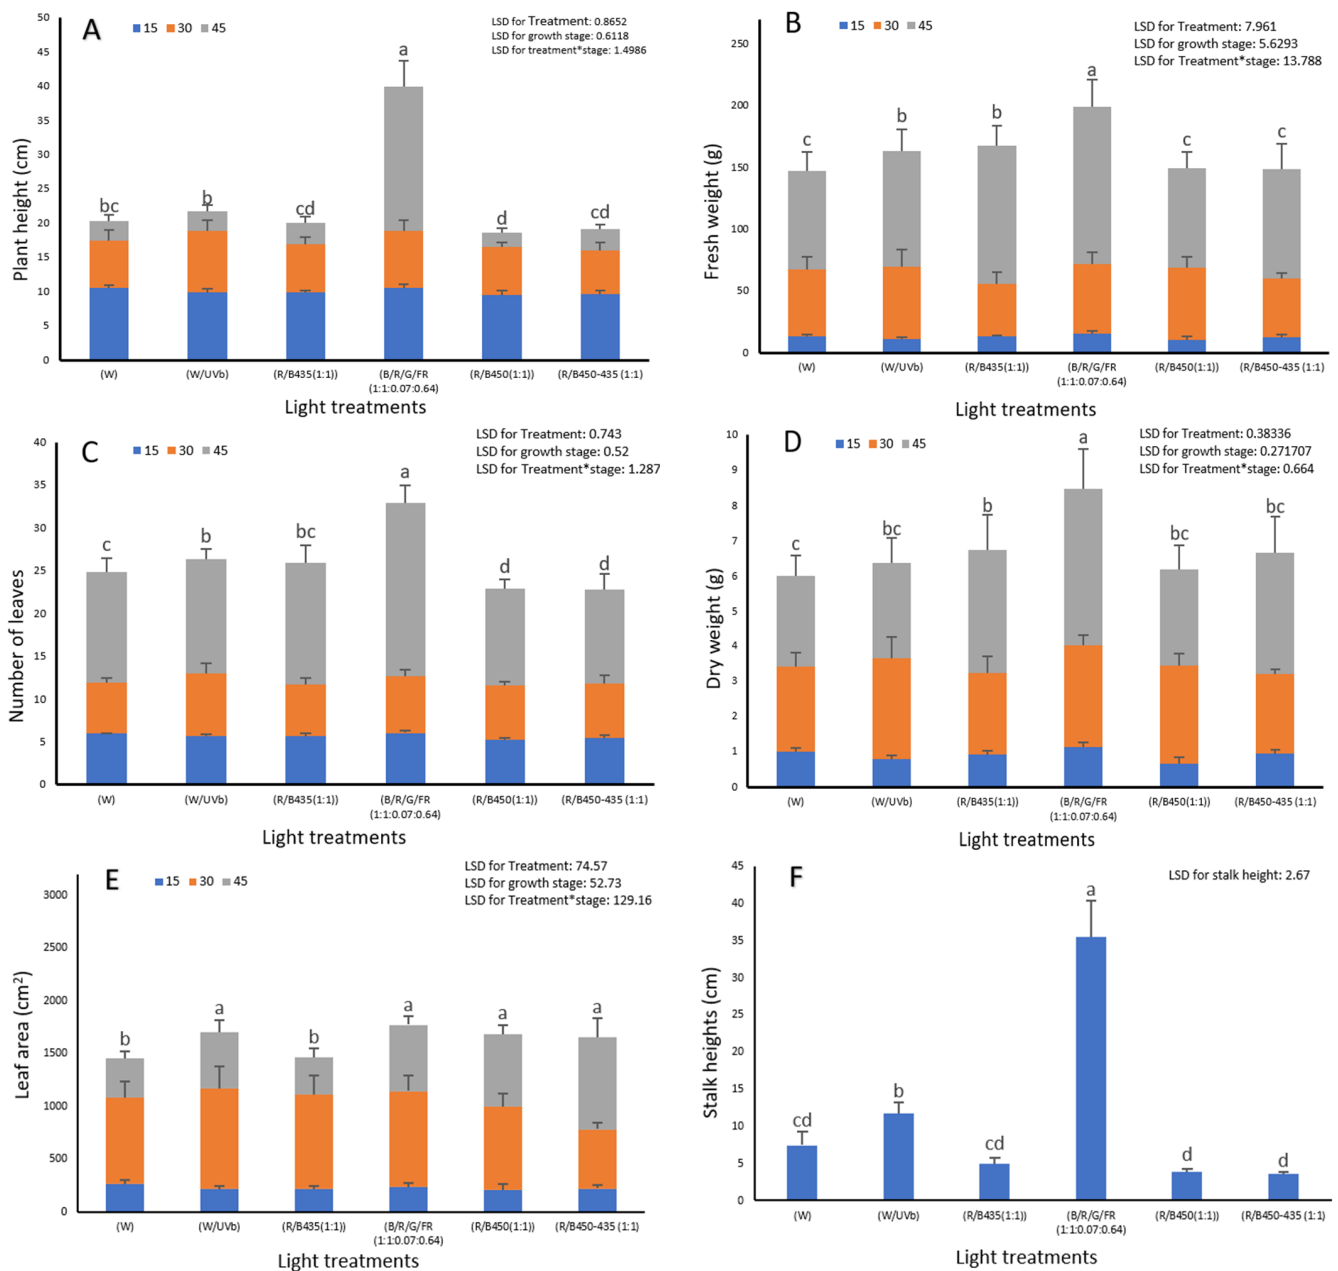 A
15 30 45
LSD for Treatment: 0.8652
LSD for growth stage: 0.6118
LSD for treatment*stage: 1.4986
Plant height (cm)
50
45
40
35
30
25
20
15
10
5
0
bc b cd a d cd
(W) (W/UVb) (R/B435(1:1)) (B/R/G/FR (R/B450(1:1)) (R/B450-435 (1:1)
(1:1:0.07:0.64)
Light treatments
B
15 30 45
LSD for Treatment: 7.961
LSD for growth stage: 5.6293
LSD for Treatment*stage: 13.788
Fresh weight (g)
250
200
150
100
50
0
c b b a c c
(W) (W/UVb) (R/B435(1:1)) (B/R/G/FR (R/B450(1:1)) (R/B450-435 (1:1)
(1:1:0.07:0.64)
Light treatments
C
15 30 45
LSD for Treatment: 0.743
LSD for growth stage: 0.52
LSD for Treatment*stage: 1.287
Number of leaves
40
35
30
25
20
15
10
5
0
c b bc a d d
(W) (W/UVb) (R/B435(1:1)) (B/R/G/FR (R/B450(1:1)) (R/B450-435 (1:1)
(1:1:0.07:0.64)
Light treatments
D
15 30 45
LSD for Treatment: 0.38336
LSD for growth stage: 0.271707
LSD for Treatment*stage: 0.664
Dry weight (g)
10
9
8
7
6
5
4
3
2
1
0
c bc b a bc bc
(W) (W/UVb) (R/B435(1:1)) (B/R/G/FR (R/B450(1:1)) (R/B450-435 (1:1)
(1:1:0.07:0.64)
Light treatments
E
15 30 45
LSD for Treatment: 74.57
LSD for growth stage: 52.73
LSD for Treatment*stage: 129.16
Leaf area (cm²)
3000
2500
2000
1500
1000
500
0
b a b a a a
(W) (W/UVb) (R/B435(1:1)) (B/R/G/FR (R/B450(1:1)) (R/B450-435 (1:1)
(1:1:0.07:0.64)
Light treatments
F
LSD for stalk height: 2.67
Stalk heights (cm)
45
40
35
30
25
20
15
10
5
0
cd b cd a d d
(W) (W/UVb) (R/B435(1:1)) (B/R/G/FR (R/B450(1:1)) (R/B450-435 (1:1)
(1:1:0.07:0.64)
Light treatments